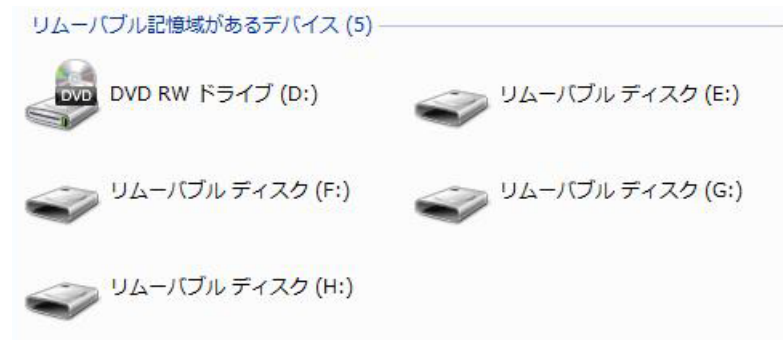 リムーバブル記憶域があるデバイス (5)
DVD
DVD RW ドライブ (D:)
リムーバブル ディスク (E:)
リムーバブル ディスク (F:)
リムーバブル ディスク (G:)
リムーバブル ディスク (H:)